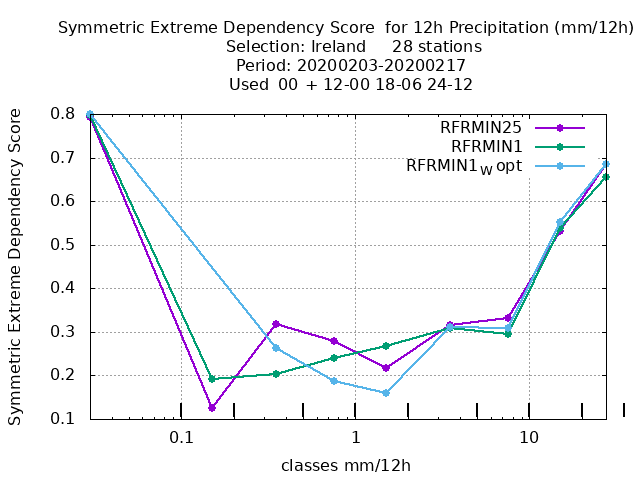 Symmetric Extreme Dependency Score for 12h Precipitation (mm/12h)
Selection: Ireland 28 stations
Period: 20200203-20200217
Used 00 + 12-00 18-06 24-12
RFRMIN25
RFRMIN1
RFRMIN1W opt
Symmetric Extreme Dependency Score
0.8
0.7
0.6
0.5
0.4
0.3
0.2
0.1
0.1 1 10
classes mm/12h